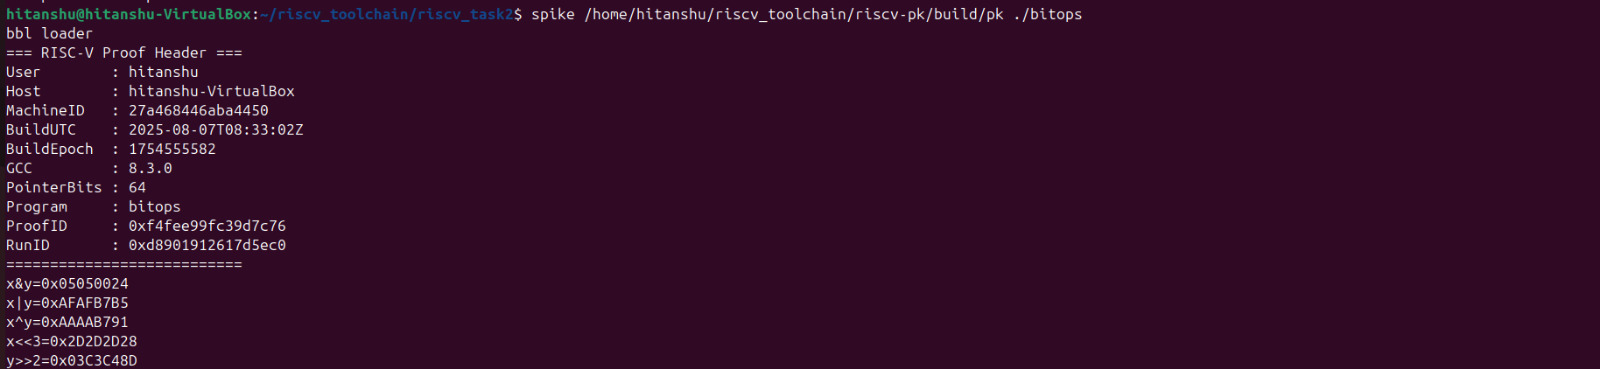 hitanshu@hitanshu-VirtualBox:~/riscv_toolchain/riscv_task2$ spike /home/hitanshu/riscv_toolchain/riscv-pk/build/pk ./bitops
bbl loader
=== RISC-V Proof Header ===
User        : hitanshu
Host        : hitanshu-VirtualBox
MachineID   : 27a468446aba4450
BuildUTC    : 2025-08-07T08:33:02Z
BuildEpoch  : 1754555582
GCC         : 8.3.0
PointerBits : 64
Program     : bitops
ProofID     : 0xf4fee99fc39d7c76
RunID       : 0xd8901912617d5ec0
===========================
x&y=0x05050024
x|y=0xAFAFB7B5
x^y=0xAAAAB791
x<<3=0x2D2D2D28
y>>2=0x03C3C48D